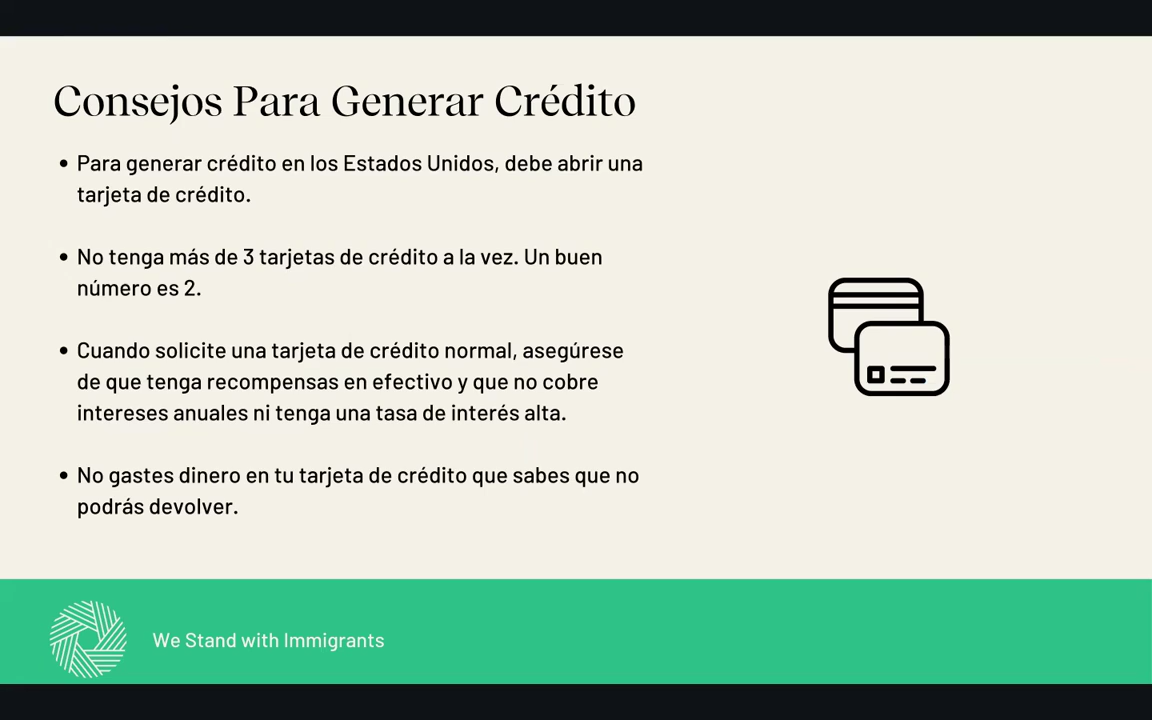 Consejos Para Generar Crédito
• Para generar crédito en los Estados Unidos, debe abrir una
tarjeta de crédito.
• No tenga más de 3 tarjetas de crédito a la vez. Un buen
número es 2.
• Cuando solicite una tarjeta de crédito normal, asegúrese
de que tenga recompensas en efectivo y que no cobre
intereses anuales ni tenga una tasa de interés alta.
• No gastes dinero en tu tarjeta de crédito que sabes que no
podrás devolver.
We Stand with Immigrants